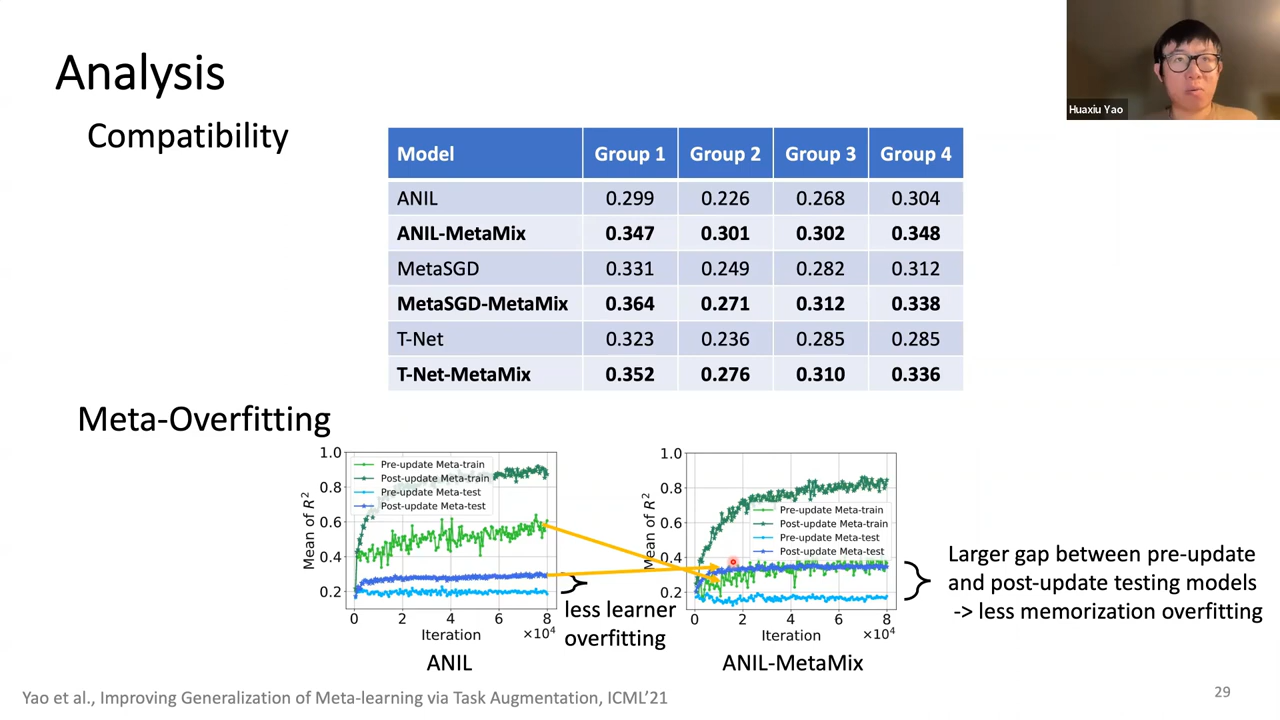 Analysis
Huaxiu Yao
Compatibility
Model Group 1 Group 2 Group 3 Group 4
ANIL 0.299 0.226 0.268 0.304
ANIL-MetaMix 0.347 0.301 0.302 0.348
MetaSGD 0.331 0.249 0.282 0.312
MetaSGD-MetaMix 0.364 0.271 0.312 0.338
T-Net 0.323 0.236 0.285 0.285
T-Net-MetaMix 0.352 0.276 0.310 0.336
Meta-Overfitting
1.0
0.8
0.6
0.4
0.2
Mean of R²
Pre-update Meta-train
Post-update Meta-train
Pre-update Meta-test
Post-update Meta-test
0 2 4 6 8
Iteration ×10⁴
ANIL
less learner
overfitting
1.0
0.8
0.6
0.4
0.2
Mean of R²
Pre-update Meta-train
Post-update Meta-train
Pre-update Meta-test
Post-update Meta-test
0 2 4 6 8
Iteration ×10⁴
ANIL-MetaMix
Larger gap between pre-update
and post-update testing models
-> less memorization overfitting
Yao et al., Improving Generalization of Meta-learning via Task Augmentation, ICML’21
29